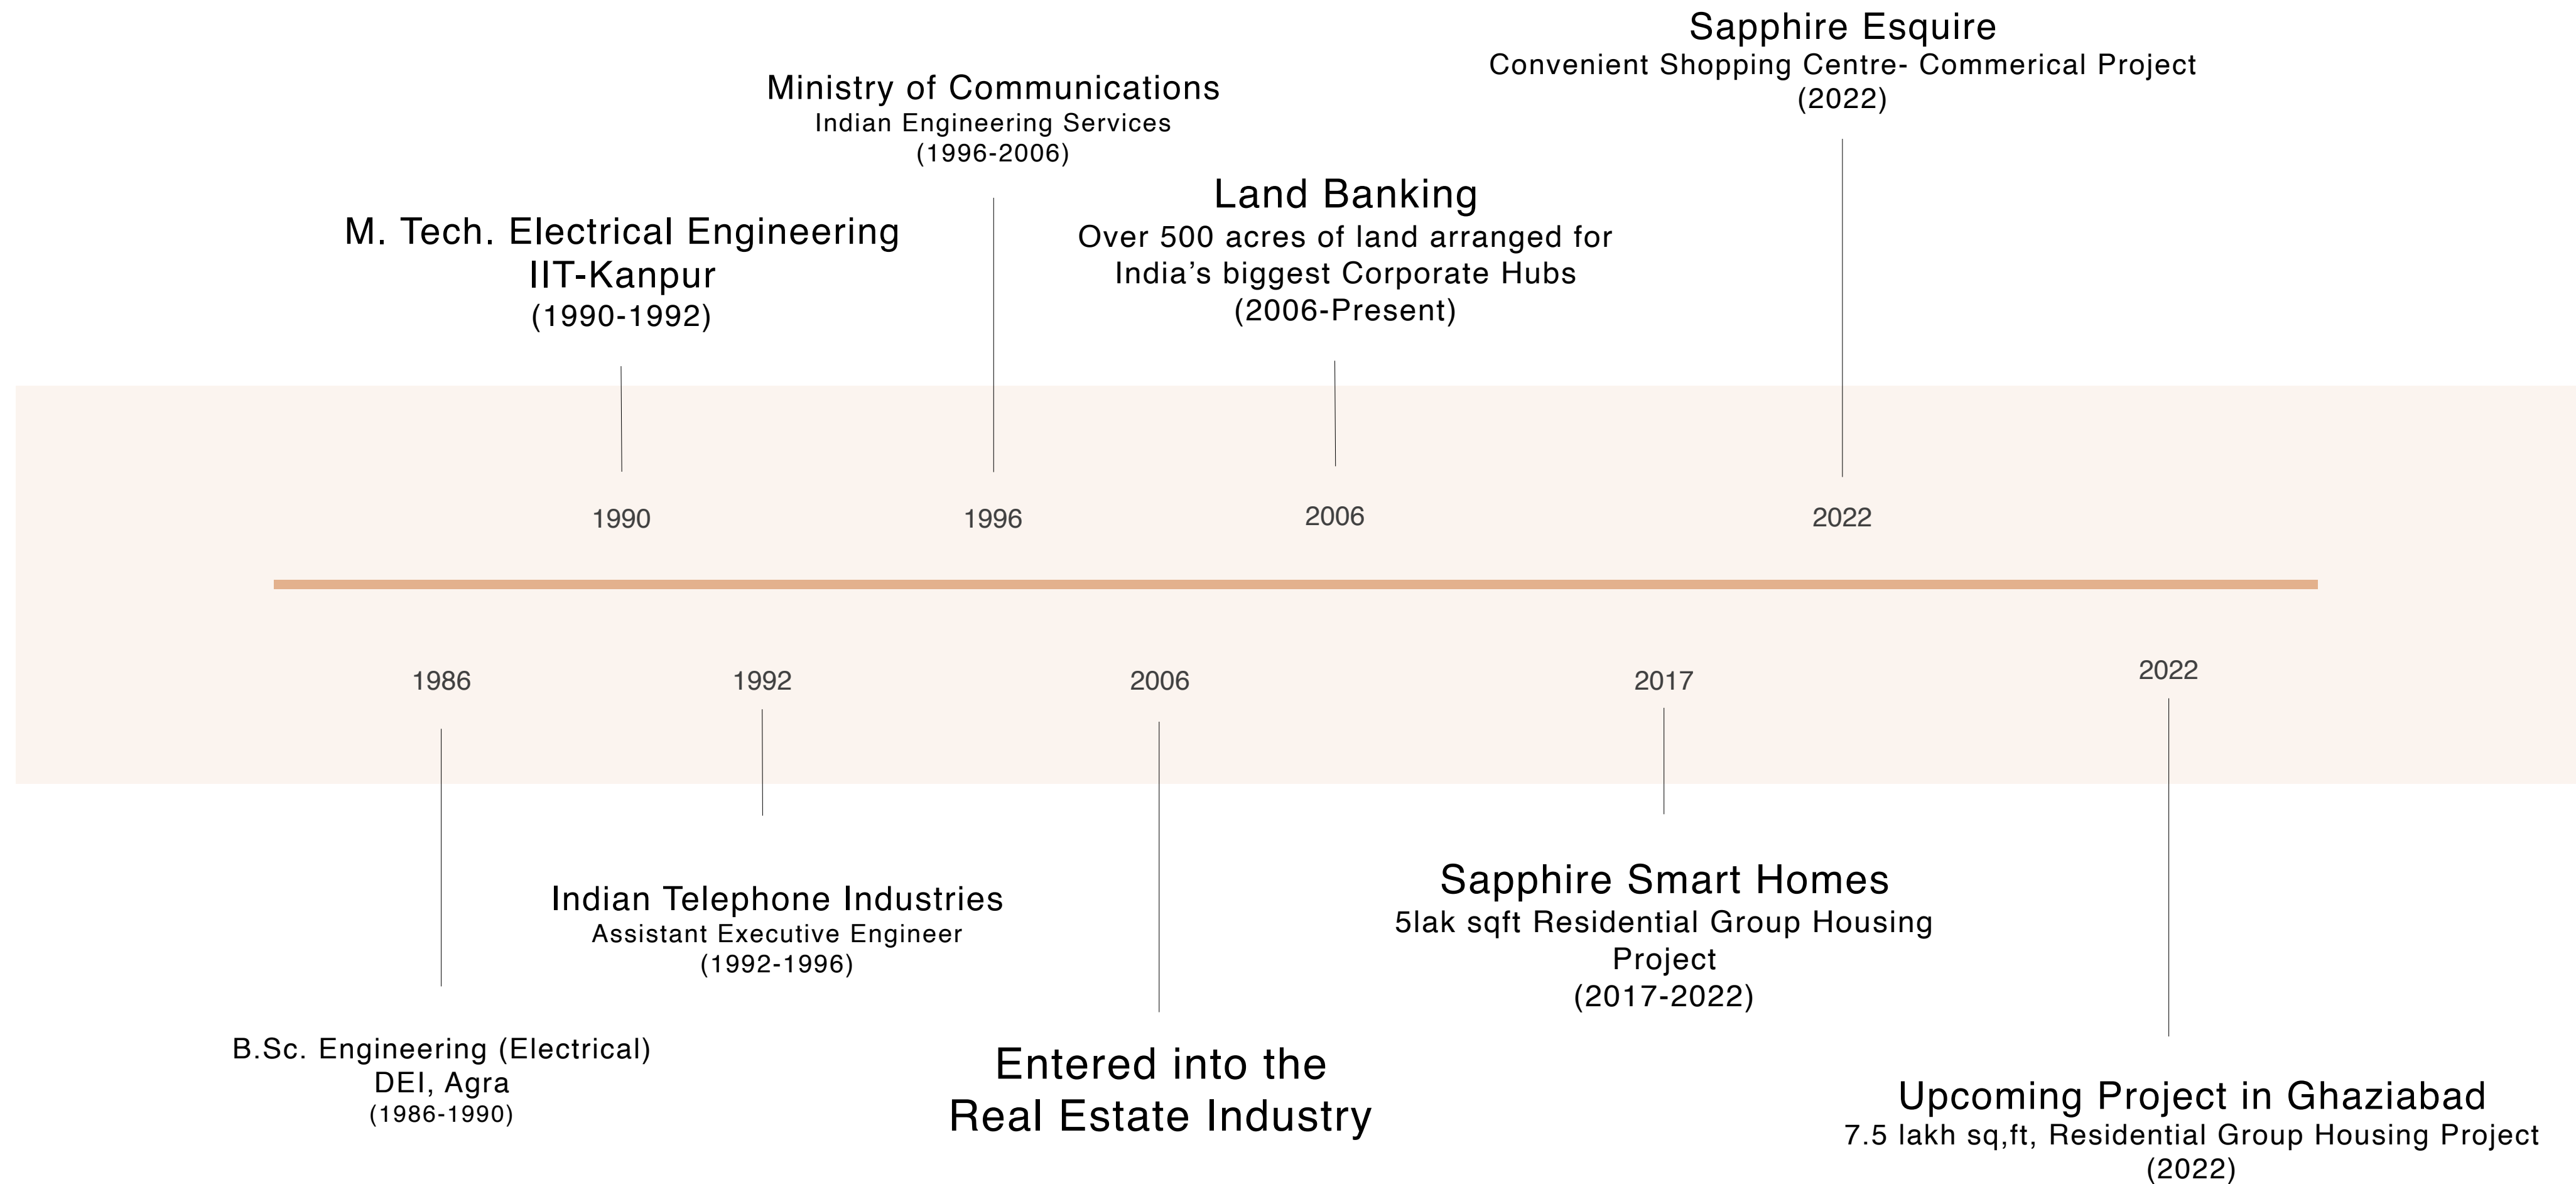 Sapphire Esquire
Convenient Shopping Centre- Commerical Project
(2022)
Ministry of Communications
Indian Engineering Services
(1996-2006)
Land Banking
Over 500 acres of land arranged for
India’s biggest Corporate Hubs
(2006-Present)
M. Tech. Electrical Engineering
IIT-Kanpur
(1990-1992)
1990
1996
2006
2022
1986
1992
2006
2017
2022
Indian Telephone Industries
Assistant Executive Engineer
(1992-1996)
Sapphire Smart Homes
5lak sqft Residential Group Housing
Project
(2017-2022)
B.Sc. Engineering (Electrical)
DEI, Agra
(1986-1990)
Entered into the
Real Estate Industry
Upcoming Project in Ghaziabad
7.5 lakh sq,ft, Residential Group Housing Project
(2022)